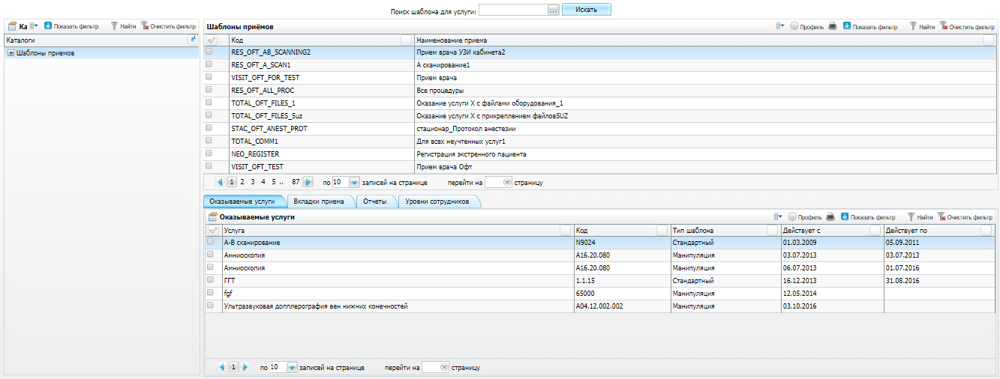 Поиск шаблона для услуги: ... Искать
Ка Показать фильтр Найти Очистить фильтр
Каталоги
Шаблоны приемов
Шаблоны приёмов Профиль Показать фильтр Найти Очистить фильтр
Код Наименование приема
RES_OFT_AB_SCANNING2 Прием врача УЗИ кабинета2
RES_OFT_A_SCAN1 А сканирование1
VISIT_OFT_FOR_TEST Прием врача
RES_OFT_ALL_PROC Все процедуры
TOTAL_OFT_FILES_1 Оказание услуги X с файлами оборудования_1
TOTAL_OFT_FILES_5uz Оказание услуги X с прикреплением файлов5UZ
STAC_OFT_ANEST_PROT стационар_Протокол анестезии
TOTAL_COMM1 Для всех неучтенных услуг1
NEO_REGISTER Регистрация экстренного пациента
VISIT_OFT_TEST Прием врача Офт
1 2 3 4 5 .. 87 по 10 записей на странице перейти на страницу
Оказываемые услуги Вкладки приема Отчеты Уровни сотрудников
Оказываемые услуги Профиль Показать фильтр Найти Очистить фильтр
Услуга Код Тип шаблона Действует с Действует по
А-В сканирование N9024 Стандартный 01.03.2009 05.09.2011
Амниоскопия A16.20.080 Манипуляция 03.07.2013 03.07.2013
Амниоскопия A16.20.080 Манипуляция 06.07.2013 01.07.2016
ГГТ 1.1.15 Стандартный 16.12.2013 31.08.2016
fgf 65000 Манипуляция 12.05.2014
Ультразвуковая допплерография вен нижних конечностей A04.12.002.002 Манипуляция 03.10.2016
1 по 10 записей на странице перейти на страницу